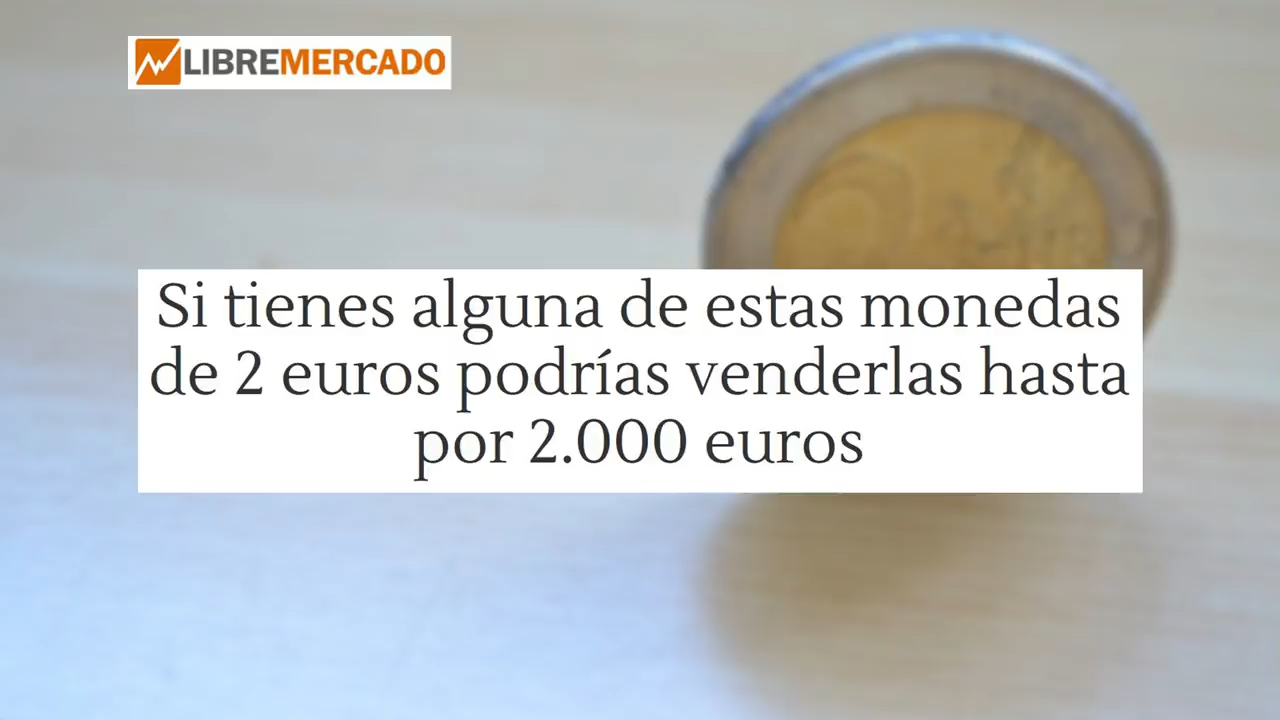 LIBREMERCADO
Si tienes alguna de estas monedas
de 2 euros podrías venderlas hasta
por 2.000 euros